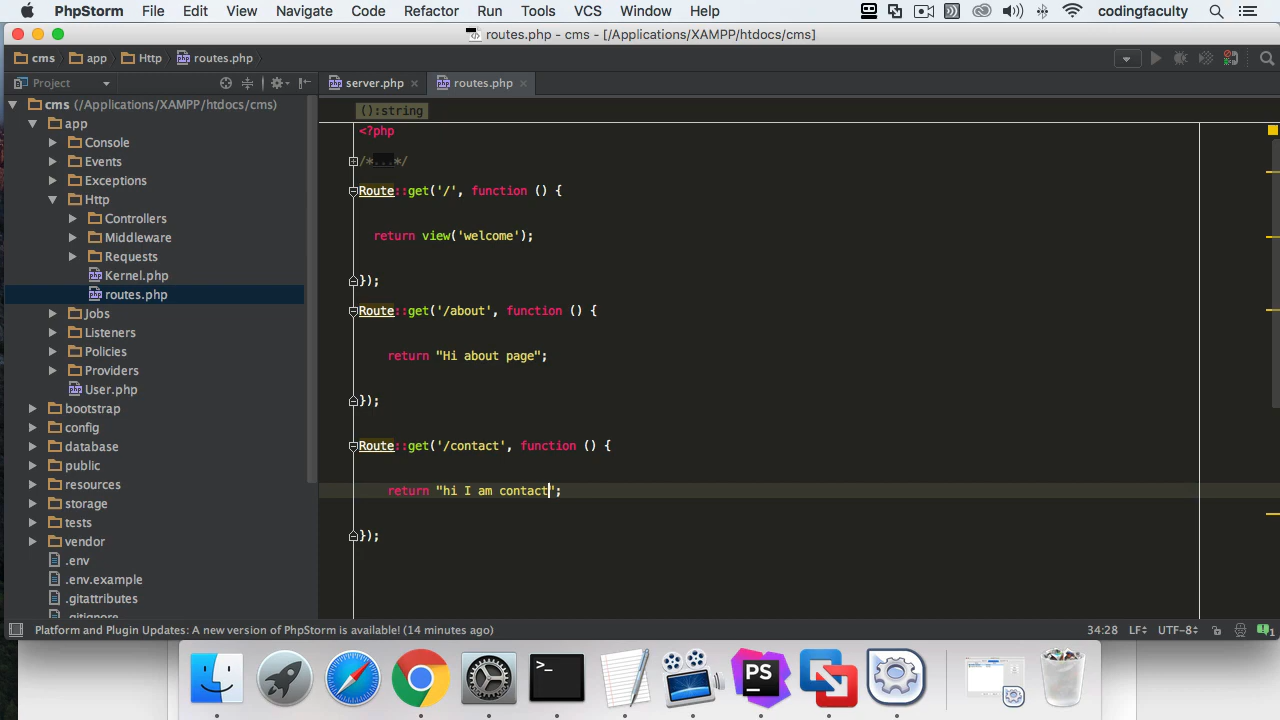 PhpStorm File Edit View Navigate Code Refactor Run Tools VCS Window Help codingfaculty
routes.php – cms – [/Applications/XAMPP/htdocs/cms]
cms app Http routes.php
Project
server.php routes.php
cms (/Applications/XAMPP/htdocs/cms)
app
Console
Events
Exceptions
Http
Controllers
Middleware
Requests
Kernel.php
routes.php
Jobs
Listeners
Policies
Providers
User.php
bootstrap
config
database
public
resources
storage
tests
vendor
.env
.env.example
.gitattributes
.gitignore
():string
<?php
/*...*/
Route::get('/', function () {
return view('welcome');
});
Route::get('/about', function () {
return "Hi about page";
});
Route::get('/contact', function () {
return "hi I am contact";
});
Platform and Plugin Updates: A new version of PhpStorm is available! (14 minutes ago) 34:28 LF UTF-8 1
>_
PS